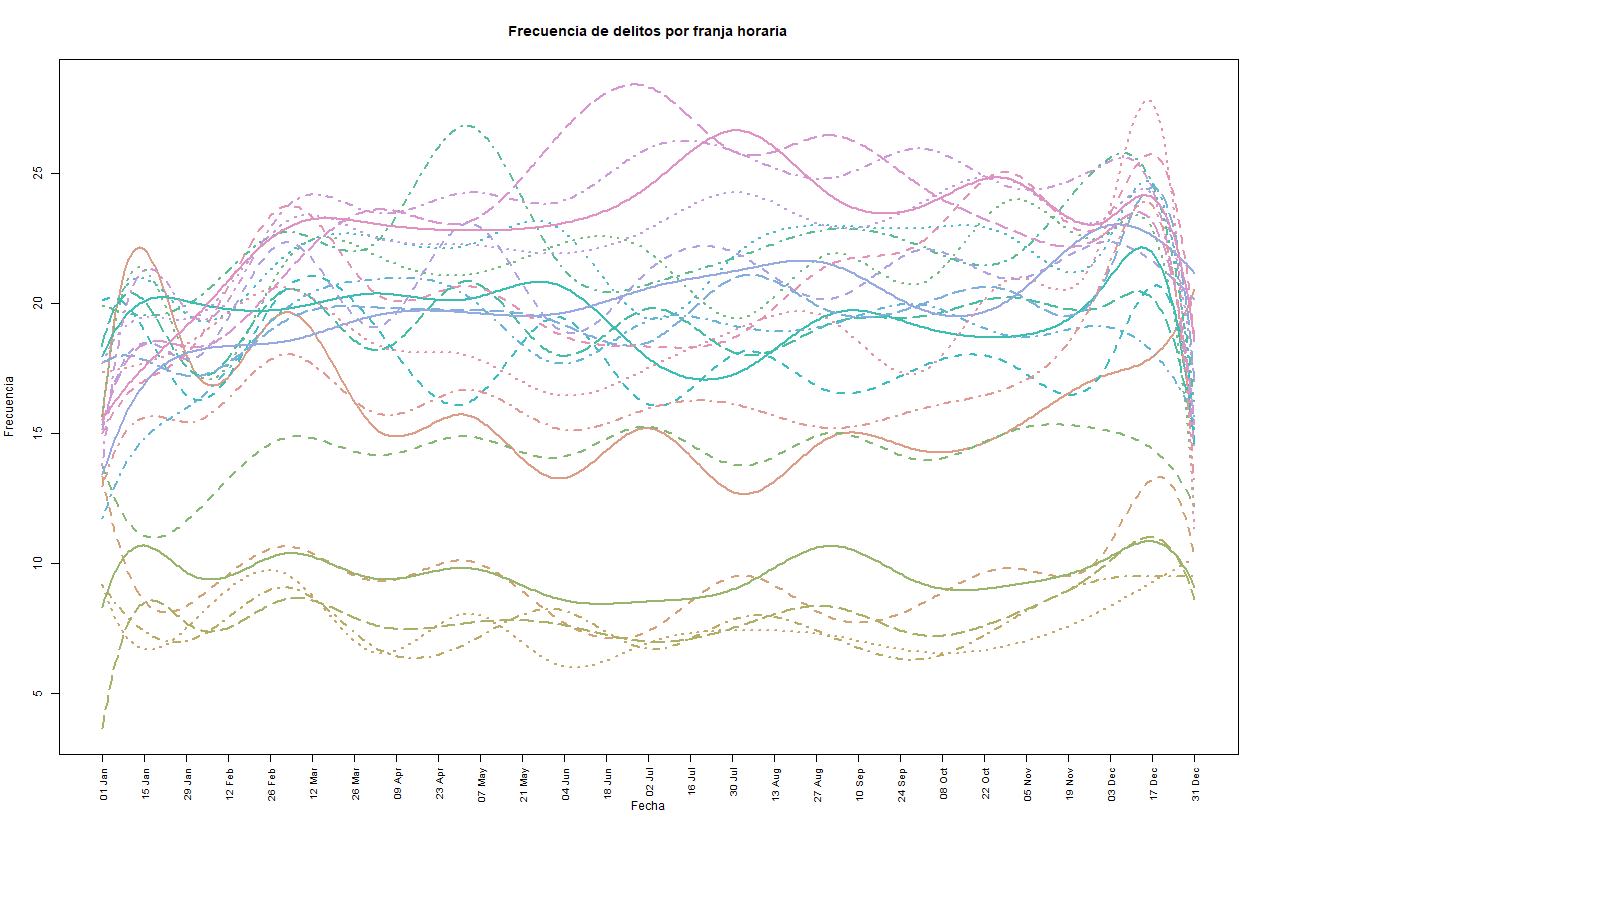 Frecuencia de delitos por franja horaria
Frecuencia
25
20
15
10
5
01 Jan
15 Jan
29 Jan
12 Feb
26 Feb
12 Mar
26 Mar
09 Apr
23 Apr
07 May
21 May
04 Jun
18 Jun
02 Jul
16 Jul
30 Jul
13 Aug
27 Aug
10 Sep
24 Sep
08 Oct
22 Oct
05 Nov
19 Nov
03 Dec
17 Dec
31 Dec
Fecha